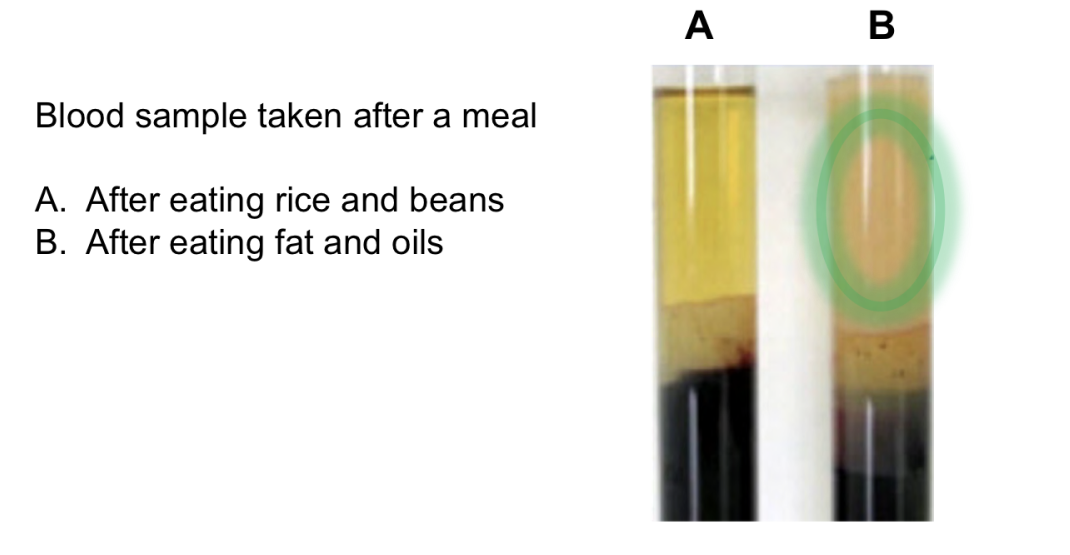 A B
Blood sample taken after a meal
A. After eating rice and beans
B. After eating fat and oils